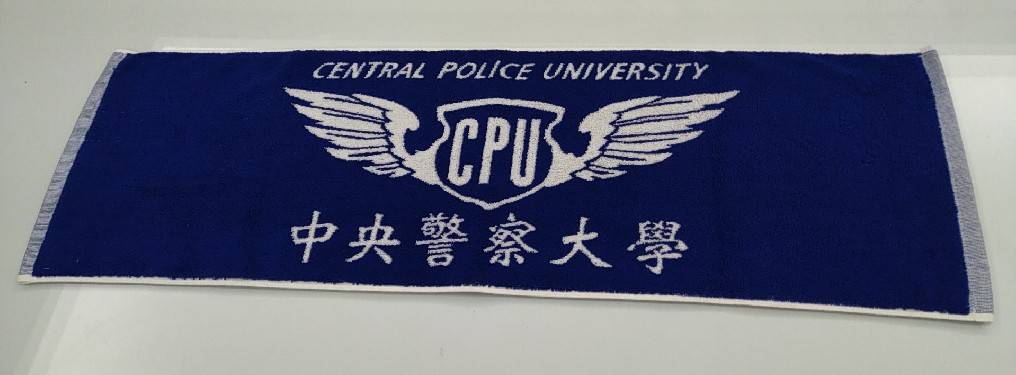 CENTRAL POLICE UNIVERSITY
CPU
中央警察大學